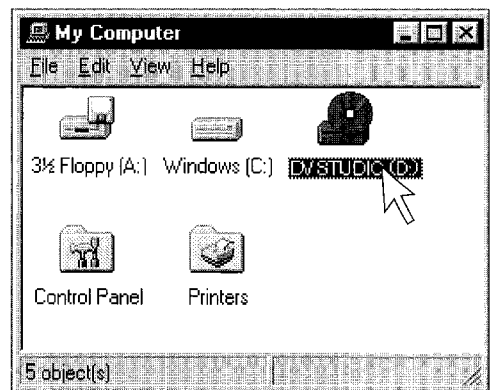 My Computer
File Edit View Help
3½ Floppy (A:) Windows (C:) DVSTUDIO (D:)
Control Panel Printers
5 object(s)